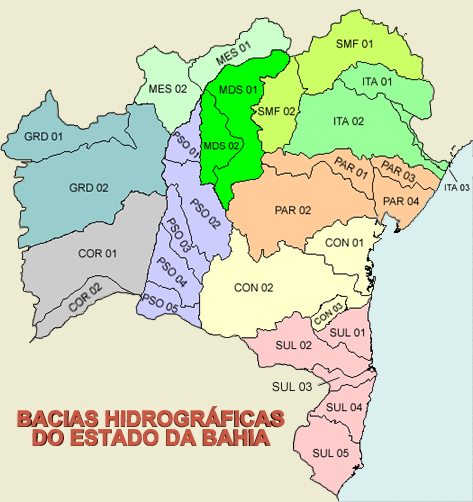 MES 01
SMF 01
MES 02
MDS 01
ITA 01
SMF 02
ITA 02
GRD 01
PSO 01
MDS 02
PAR 01
PAR 03
ITA 03
GRD 02
PSO 02
PAR 02
PAR 04
PSO 03
CON 01
COR 01
PSO 04
CON 02
COR 02
PSO 05
CON 03
SUL 01
SUL 02
SUL 03
SUL 04
SUL 05
BACIAS HIDROGRÁFICAS
DO ESTADO DA BAHIA